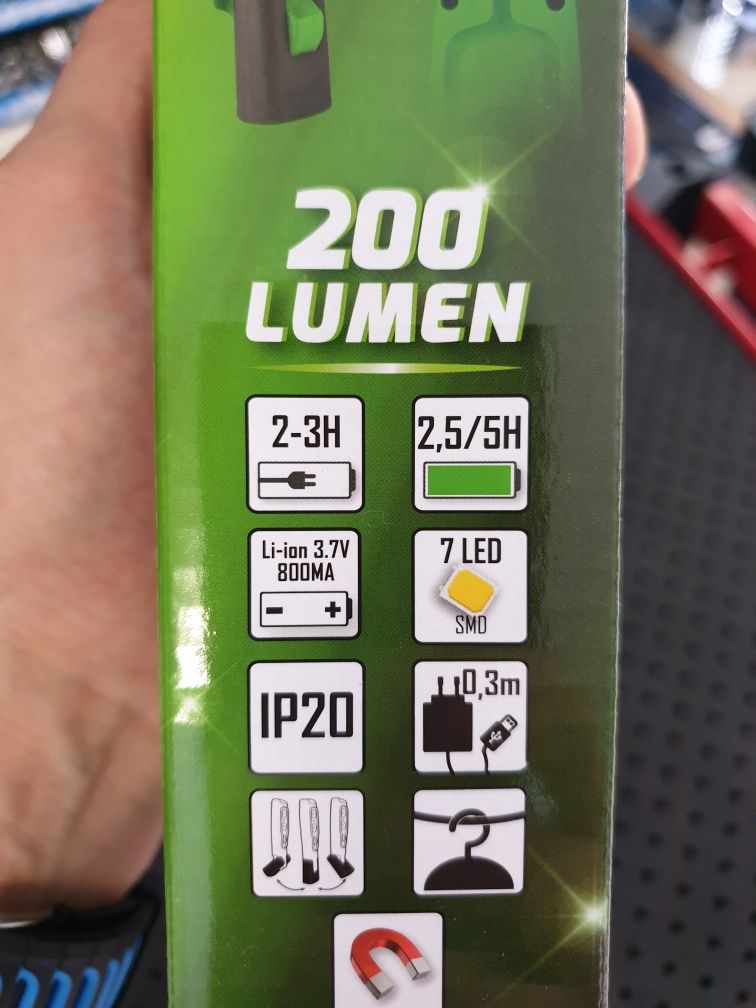 200
LUMEN
2-3H
2,5/5H
Li-ion 3.7V
800MA
- +
7 LED
SMD
IP20
0,3m